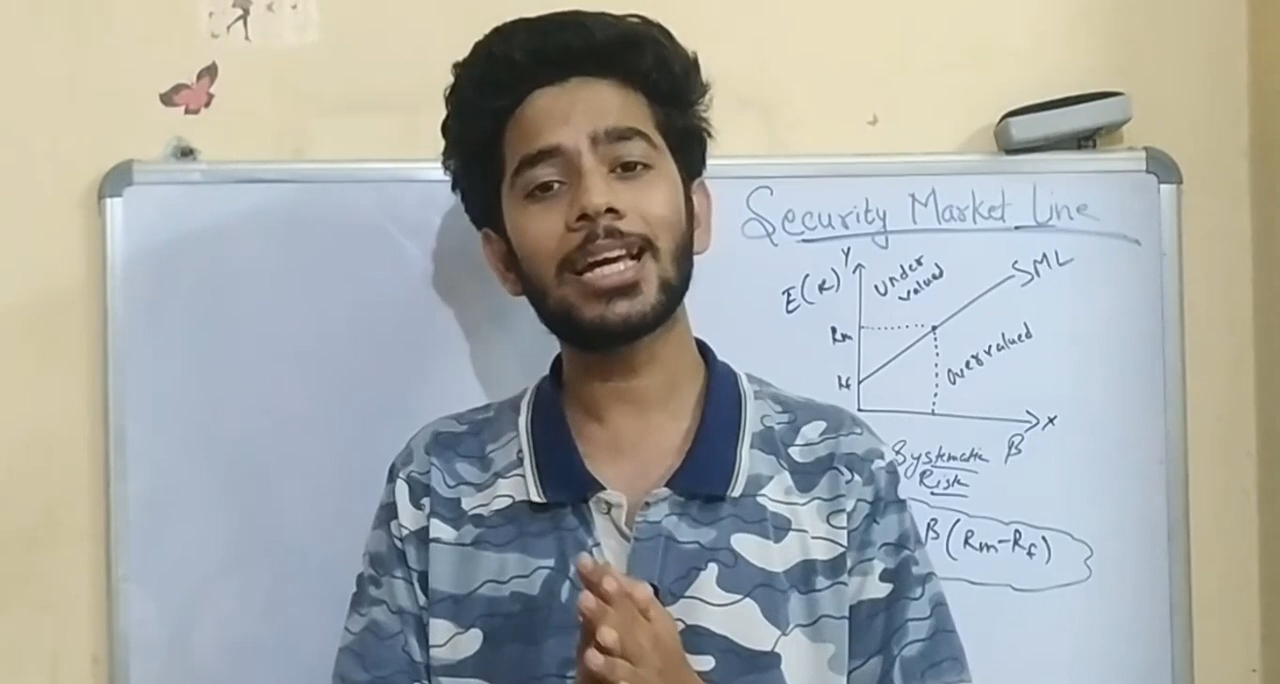 Security Market Line
Y
E(R)
Under
valued
SML
Rm
Overvalued
Rf
X
Systematic β
Risk
β(Rm-Rf)